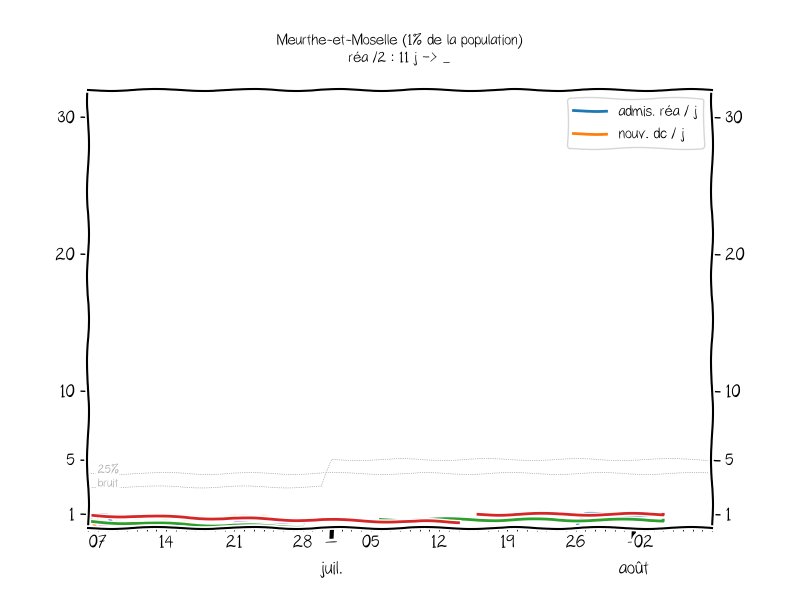 Meurthe-et-Moselle (1% de la population)
réa /2 : 11 j -> _
admis. réa / j
nouv. dc / j
30 30
20 20
10 10
5 5
25%
bruit
1 1
07 14 21 28 05 12 19 26 02
juil. août